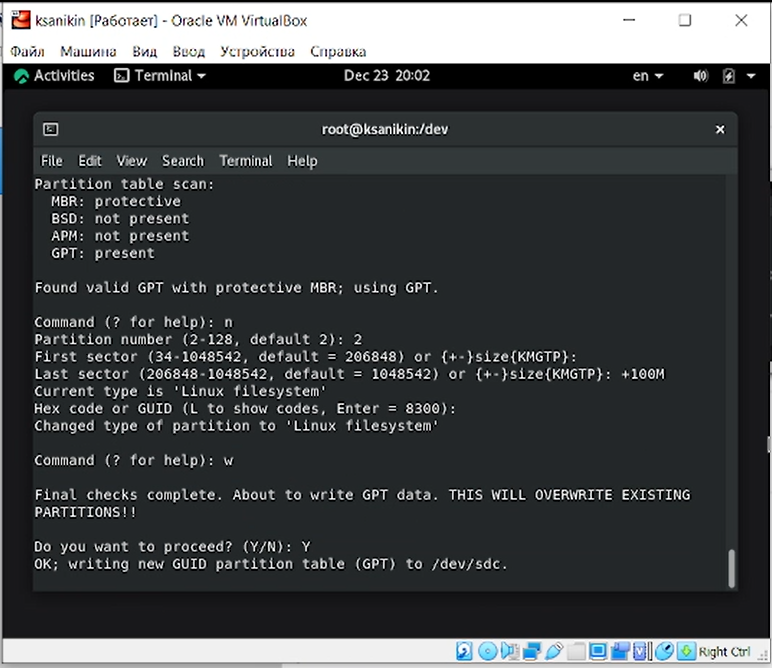 ksanikin [Работает] - Oracle VM VirtualBox
Файл Машина Вид Ввод Устройства Справка
Activities Terminal Dec 23 20:02 en
root@ksanikin:/dev
File Edit View Search Terminal Help
Partition table scan:
MBR: protective
BSD: not present
APM: not present
GPT: present
Found valid GPT with protective MBR; using GPT.
Command (? for help): n
Partition number (2-128, default 2): 2
First sector (34-1048542, default = 206848) or {+-}size{KMGTP}:
Last sector (206848-1048542, default = 1048542) or {+-}size{KMGTP}: +100M
Current type is 'Linux filesystem'
Hex code or GUID (L to show codes, Enter = 8300):
Changed type of partition to 'Linux filesystem'
Command (? for help): w
Final checks complete. About to write GPT data. THIS WILL OVERWRITE EXISTING
PARTITIONS!!
Do you want to proceed? (Y/N): Y
OK; writing new GUID partition table (GPT) to /dev/sdc.
Right Ctrl